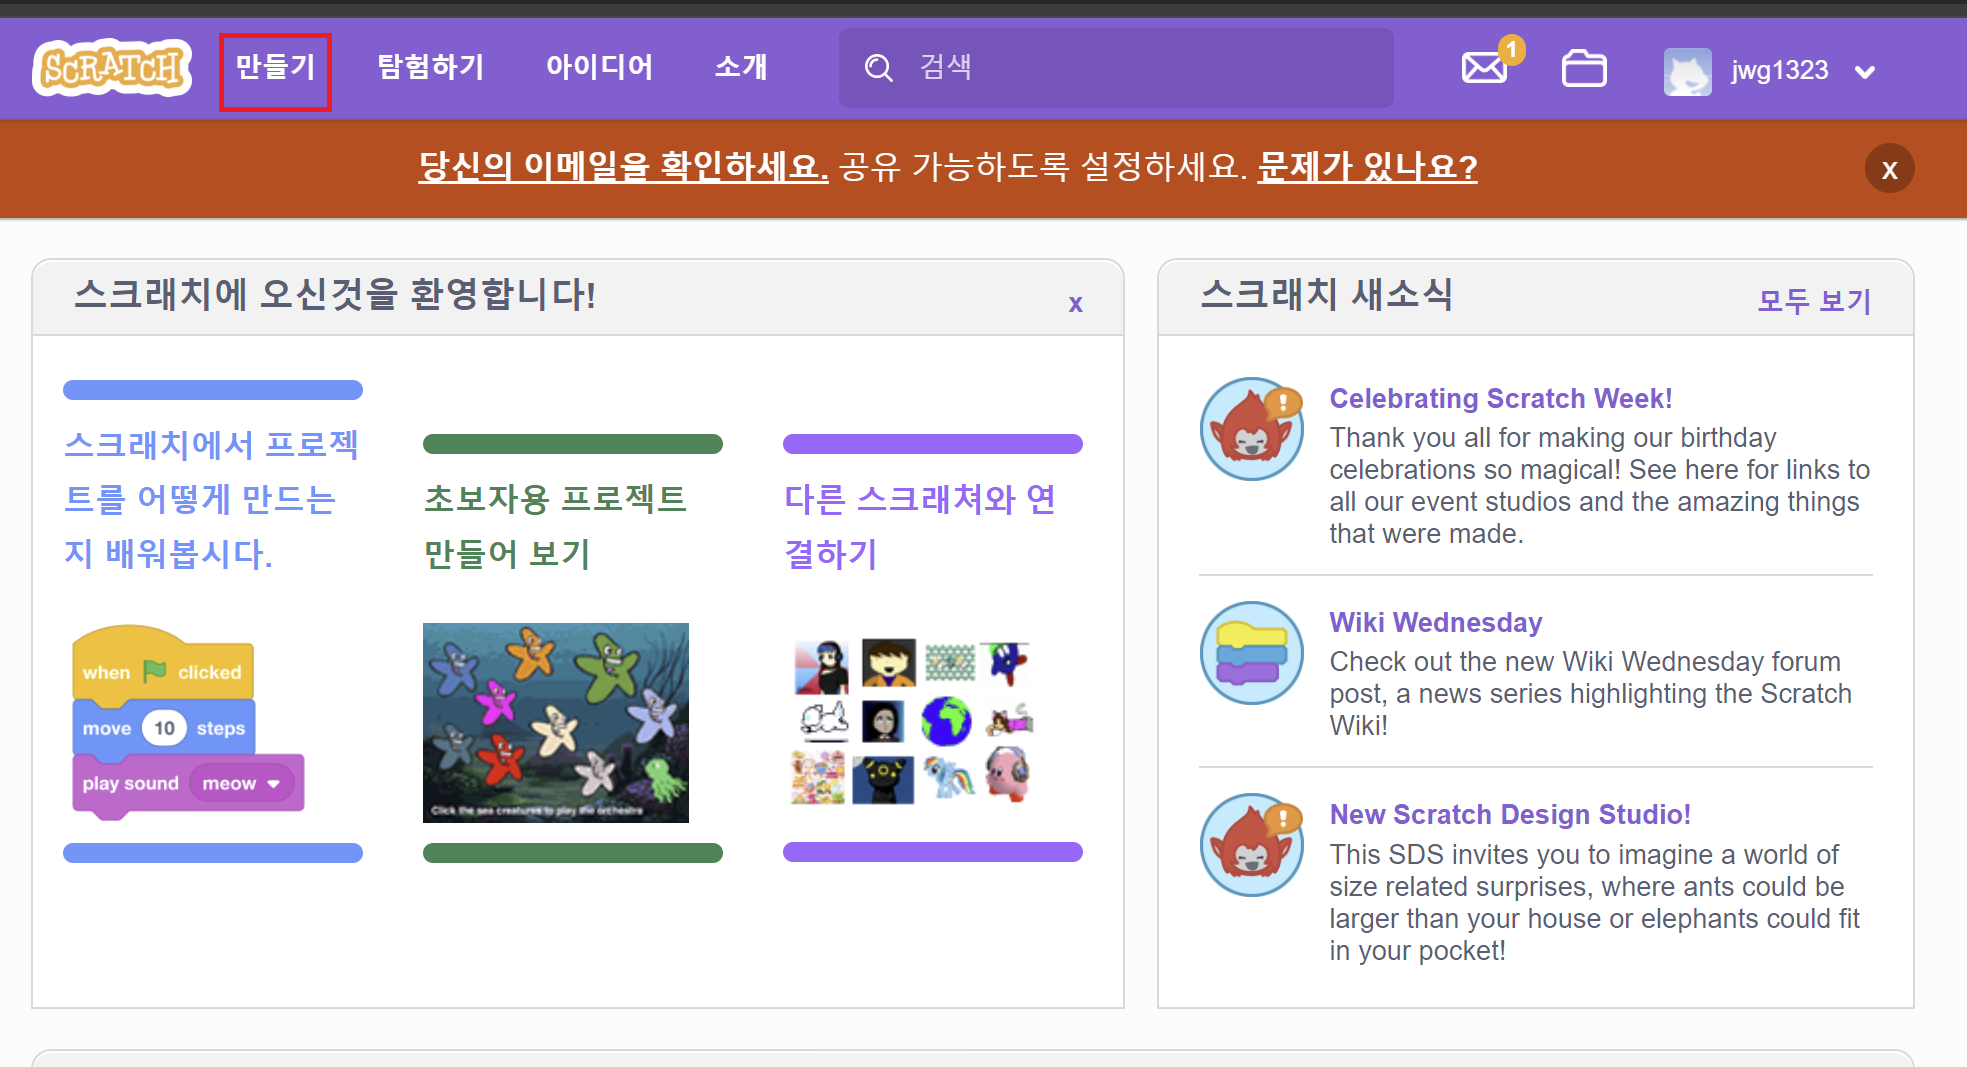 SCRATCH
만들기
탐험하기
아이디어
소개
검색
1
jwg1323
당신의 이메일을 확인하세요. 공유 가능하도록 설정하세요. 문제가 있나요?
x
스크래치에 오신것을 환영합니다!
x
스크래치에서 프로젝
트를 어떻게 만드는
지 배워봅시다.
when clicked
move 10 steps
play sound meow
초보자용 프로젝트
만들어 보기
Click the sea creatures to play the orchestra
다른 스크래쳐와 연
결하기
스크래치 새소식
모두 보기
Celebrating Scratch Week!
Thank you all for making our birthday
celebrations so magical! See here for links to
all our event studios and the amazing things
that were made.
Wiki Wednesday
Check out the new Wiki Wednesday forum
post, a news series highlighting the Scratch
Wiki!
New Scratch Design Studio!
This SDS invites you to imagine a world of
size related surprises, where ants could be
larger than your house or elephants could fit
in your pocket!